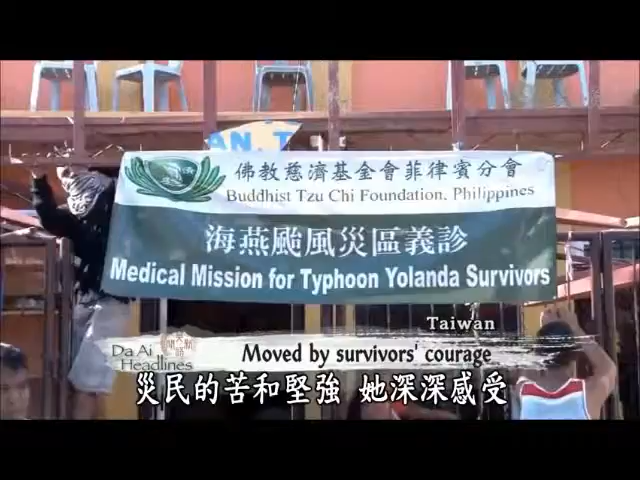 AN. T
佛教慈濟基金會菲律賓分會
Buddhist Tzu Chi Foundation, Philippines
海燕颱風災區義診
Medical Mission for Typhoon Yolanda Survivors
Taiwan
Da Ai
Headlines
Moved by survivors' courage
災民的苦和堅強 她深深感受